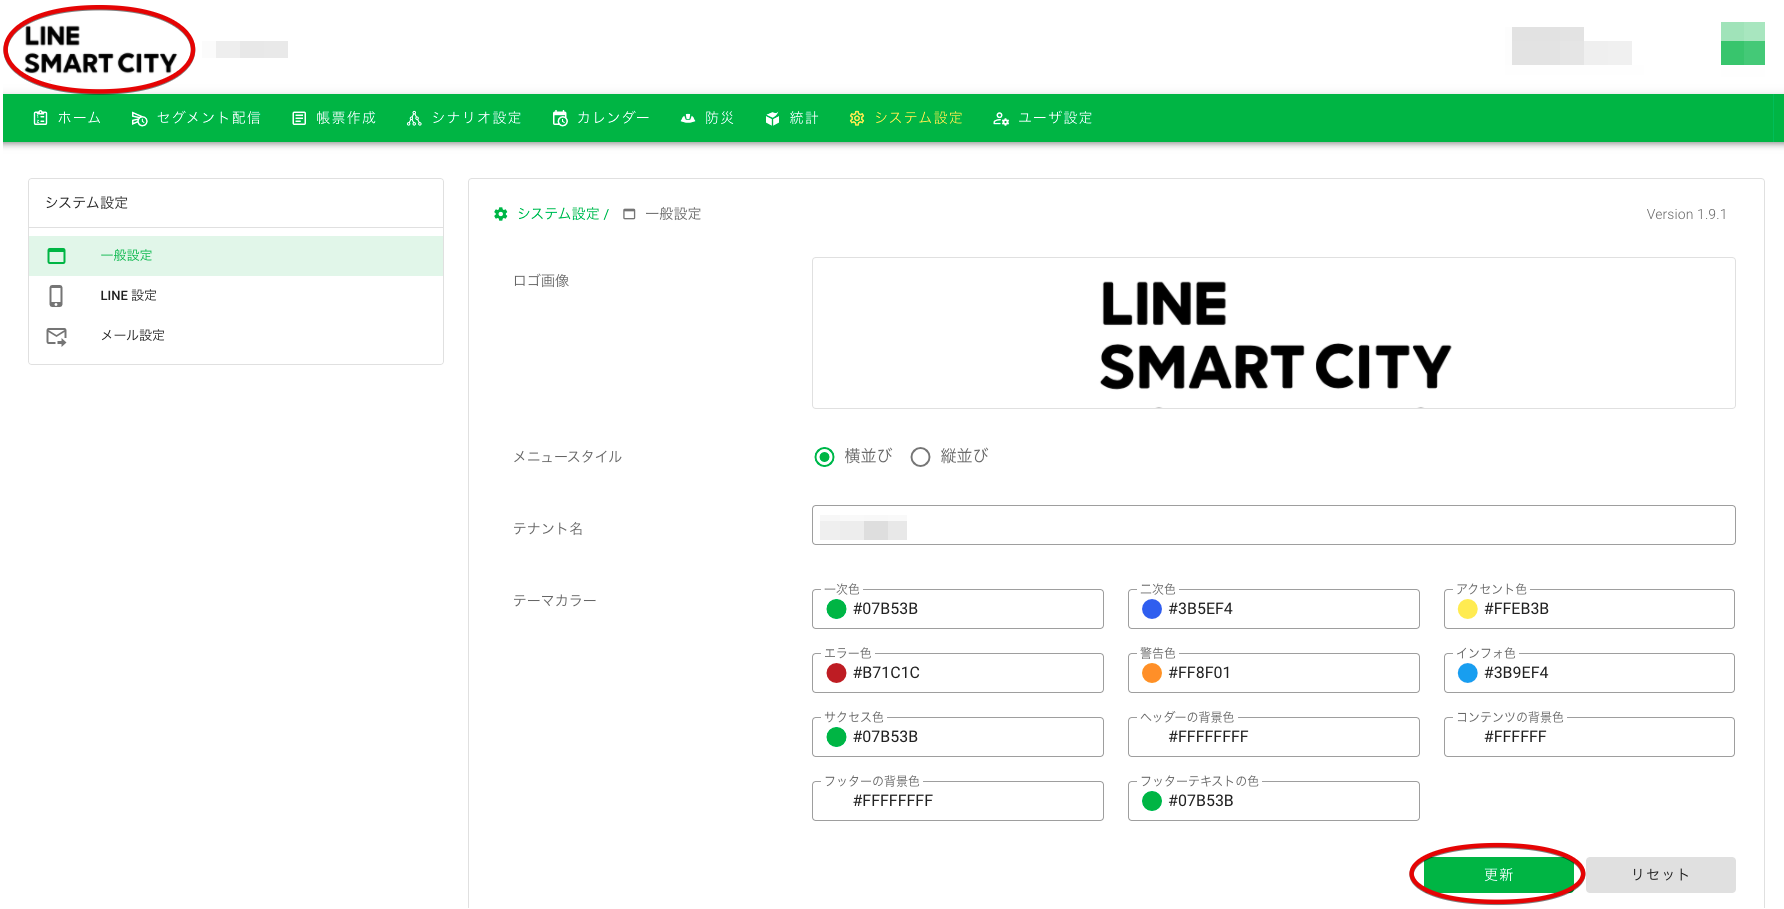 LINE
SMART CITY
ホーム セグメント配信 帳票作成 シナリオ設定 カレンダー 防災 統計 システム設定 ユーザ設定
システム設定
一般設定
LINE 設定
メール設定
システム設定 / 一般設定
Version 1.9.1
ロゴ画像
LINE
SMART CITY
メニュースタイル
横並び 縦並び
テナント名
テーマカラー
一次色 二次色 アクセント色
#07B53B #3B5EF4 #FFEB3B
エラー色 警告色 インフォ色
#B71C1C #FF8F01 #3B9EF4
サクセス色 ヘッダーの背景色 コンテンツの背景色
#07B53B #FFFFFFFF #FFFFFF
フッターの背景色 フッターテキストの色
#FFFFFFFF #07B53B
更新 リセット